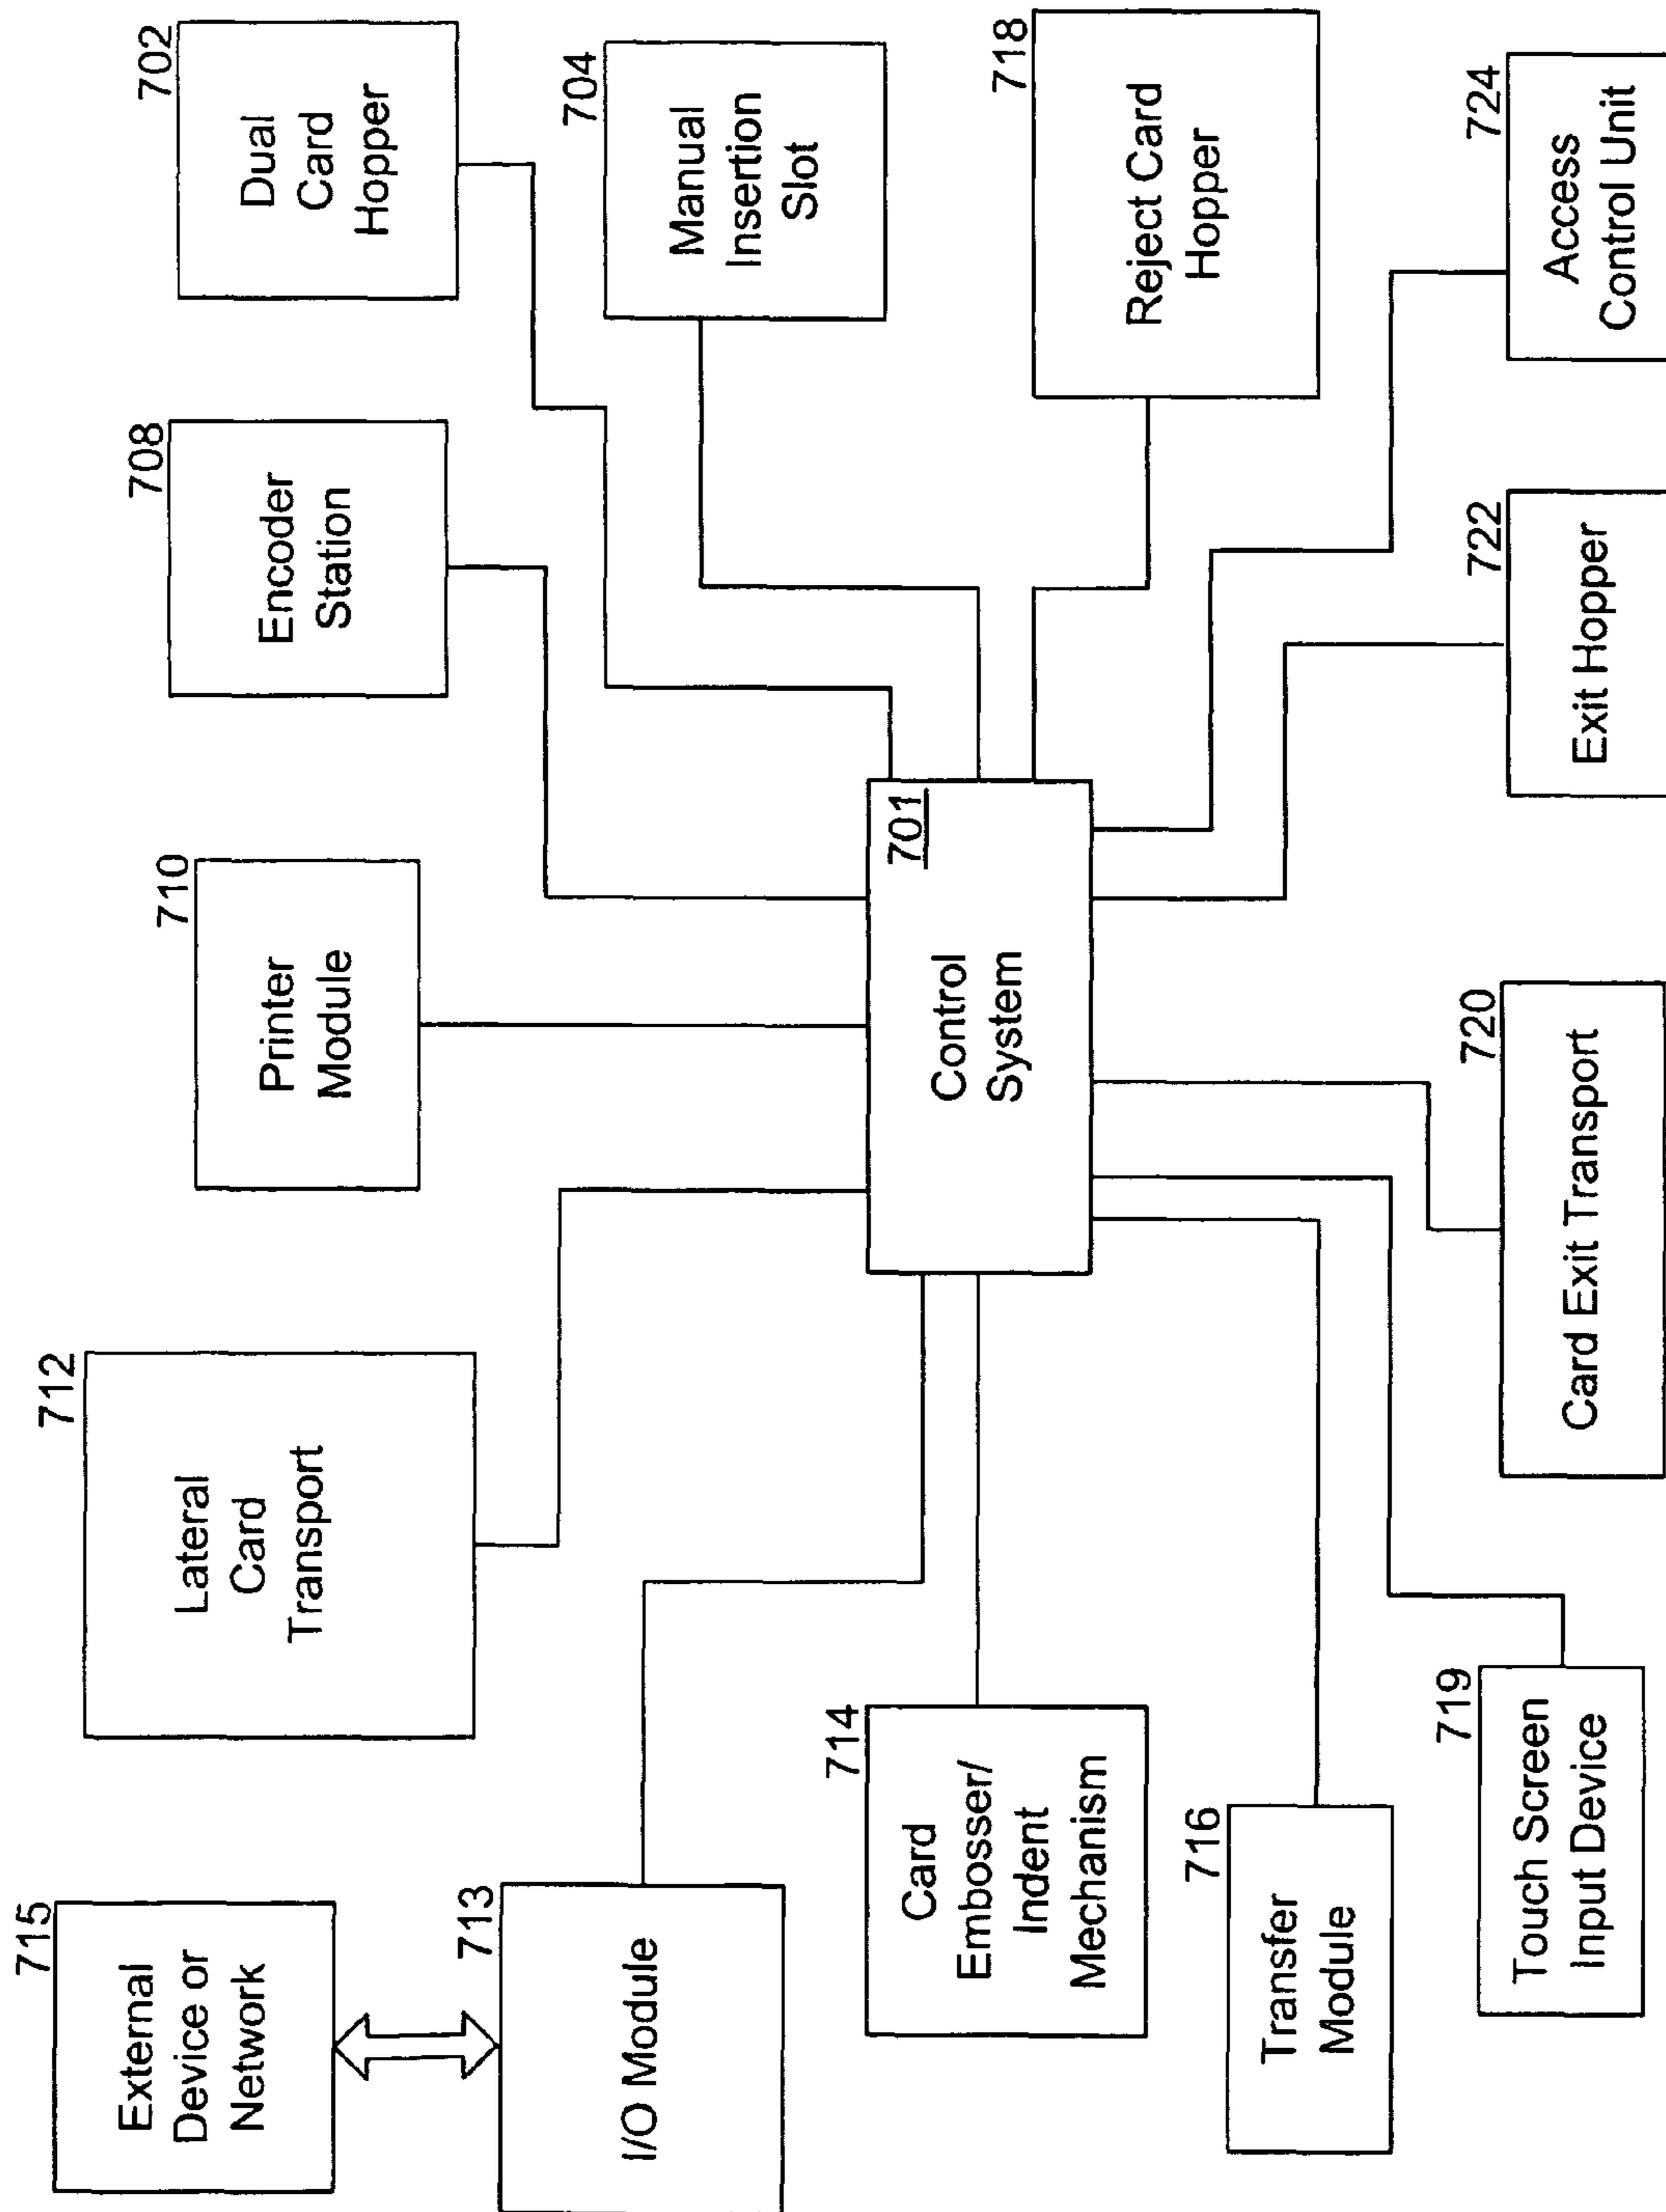 715
External
Device or
Network
712
Lateral
Card
Transport
710
Printer
Module
708
Encoder
Station
702
Dual
Card
Hopper
713
I/O Module
704
Manual
Insertion
Slot
714
Card
Embosser/
Indent
Mechanism
701
Control
System
718
Reject Card
Hopper
716
Transfer
Module
719
Touch Screen
Input Device
720
Card Exit Transport
722
Exit Hopper
724
Access
Control Unit